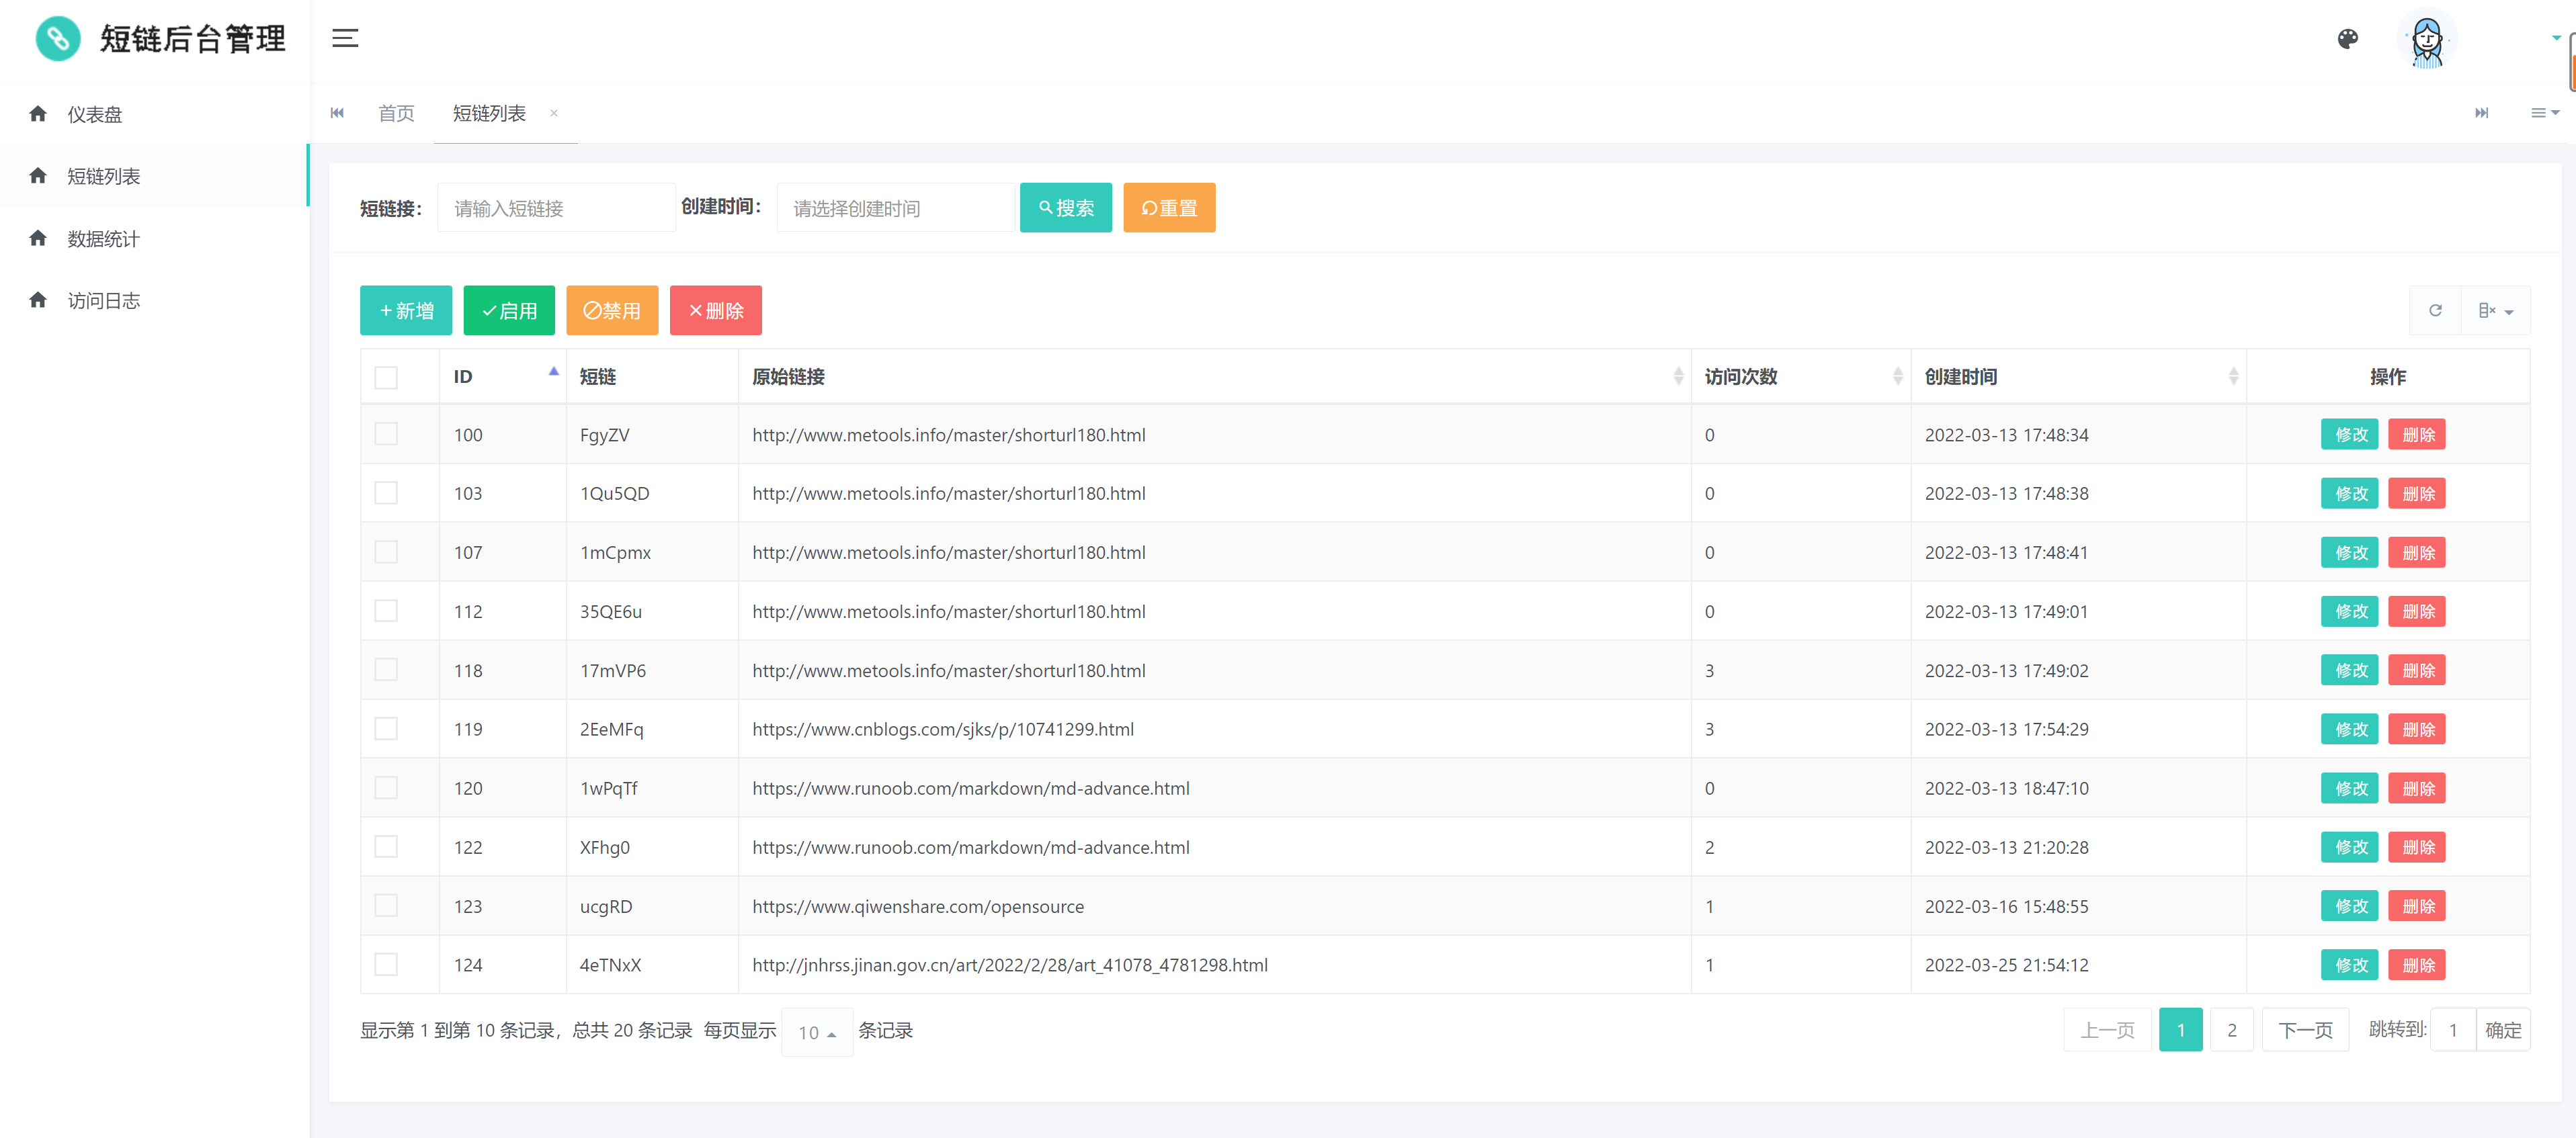 短链后台管理
仪表盘
短链列表
数据统计
访问日志
首页 短链列表 ×
短链接： 请输入短链接 创建时间： 请选择创建时间 搜索 重置
新增 启用 禁用 删除
ID 短链 原始链接 访问次数 创建时间 操作
100 FgyZV http://www.metools.info/master/shorturl180.html 0 2022-03-13 17:48:34 修改 删除
103 1Qu5QD http://www.metools.info/master/shorturl180.html 0 2022-03-13 17:48:38 修改 删除
107 1mCpmx http://www.metools.info/master/shorturl180.html 0 2022-03-13 17:48:41 修改 删除
112 35QE6u http://www.metools.info/master/shorturl180.html 0 2022-03-13 17:49:01 修改 删除
118 17mVP6 http://www.metools.info/master/shorturl180.html 3 2022-03-13 17:49:02 修改 删除
119 2EeMFq https://www.cnblogs.com/sjks/p/10741299.html 3 2022-03-13 17:54:29 修改 删除
120 1wPqTf https://www.runoob.com/markdown/md-advance.html 0 2022-03-13 18:47:10 修改 删除
122 XFhg0 https://www.runoob.com/markdown/md-advance.html 2 2022-03-13 21:20:28 修改 删除
123 ucgRD https://www.qiwenshare.com/opensource 1 2022-03-16 15:48:55 修改 删除
124 4eTNxX http://jnhrss.jinan.gov.cn/art/2022/2/28/art_41078_4781298.html 1 2022-03-25 21:54:12 修改 删除
显示第 1 到第 10 条记录，总共 20 条记录 每页显示 10 条记录 上一页 1 2 下一页 跳转到: 1 确定